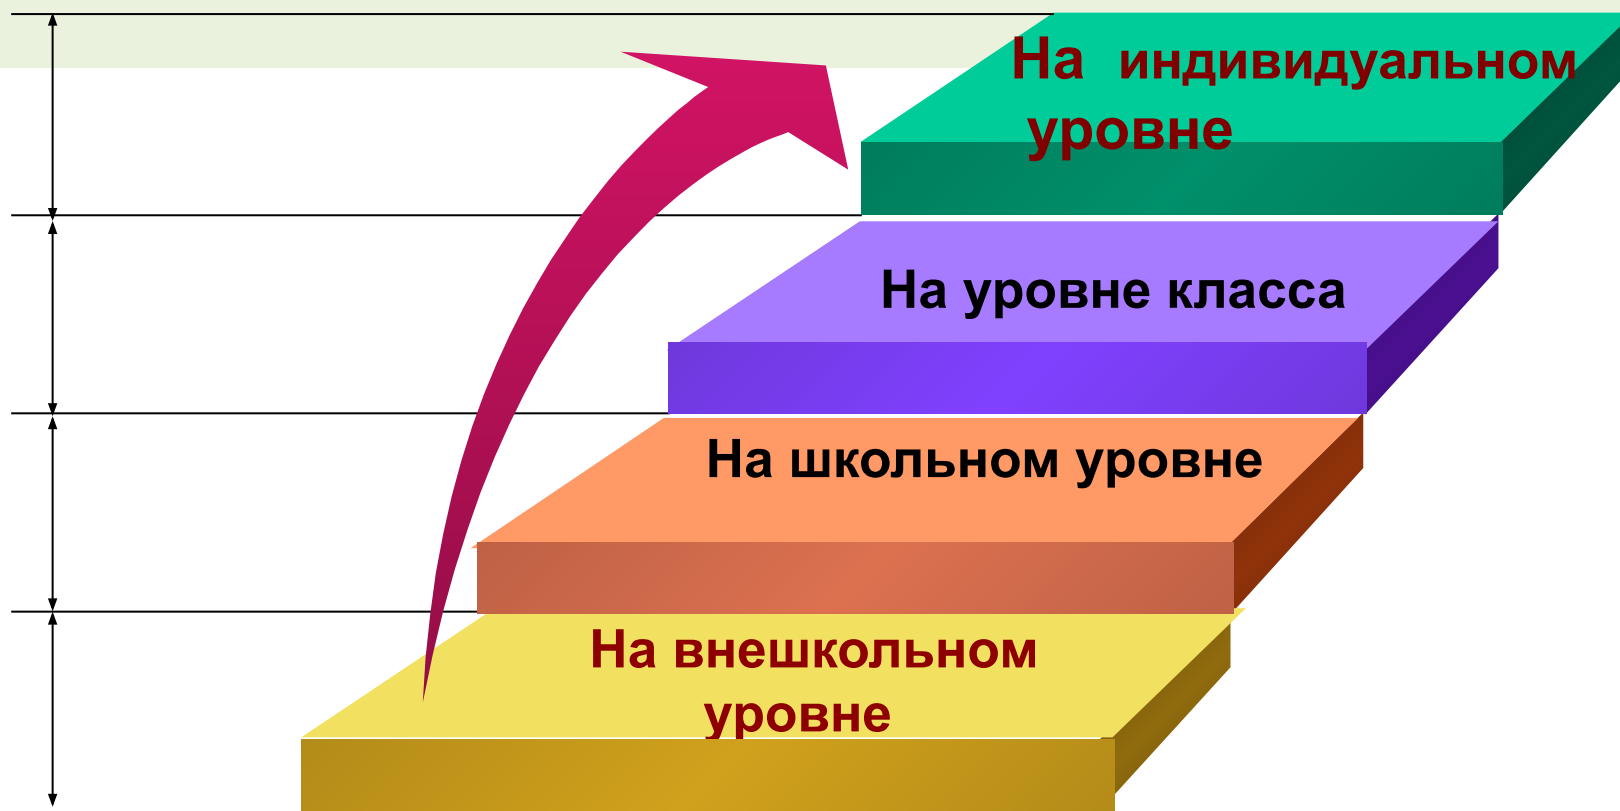 На индивидуальном
уровне
На уровне класса
На школьном уровне
На внешкольном
уровне